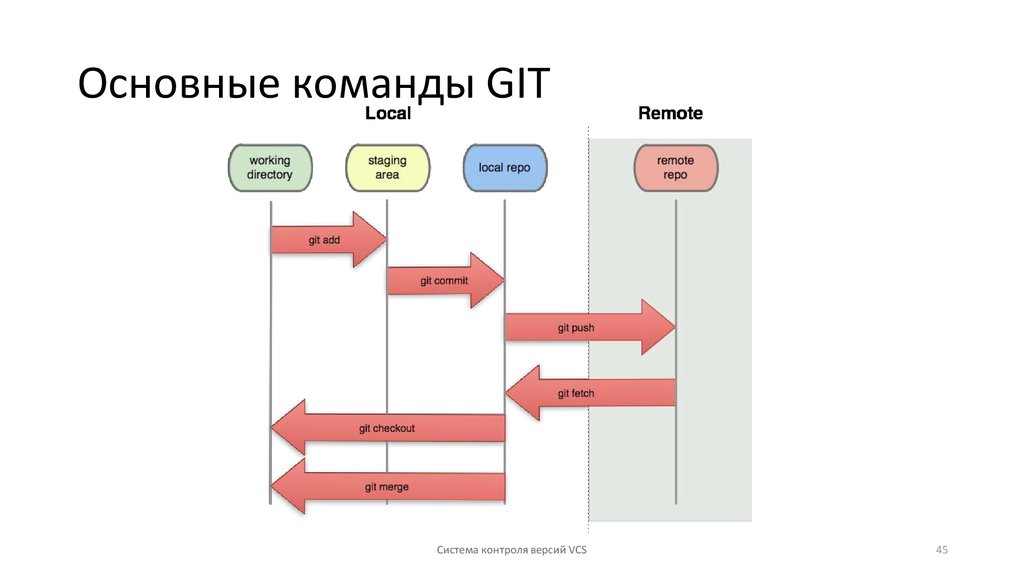 Основные команды GIT
Local
Remote
working
directory
staging
area
local repo
remote
repo
git add
git commit
git push
git fetch
git checkout
git merge
Система контроля версий VCS
45